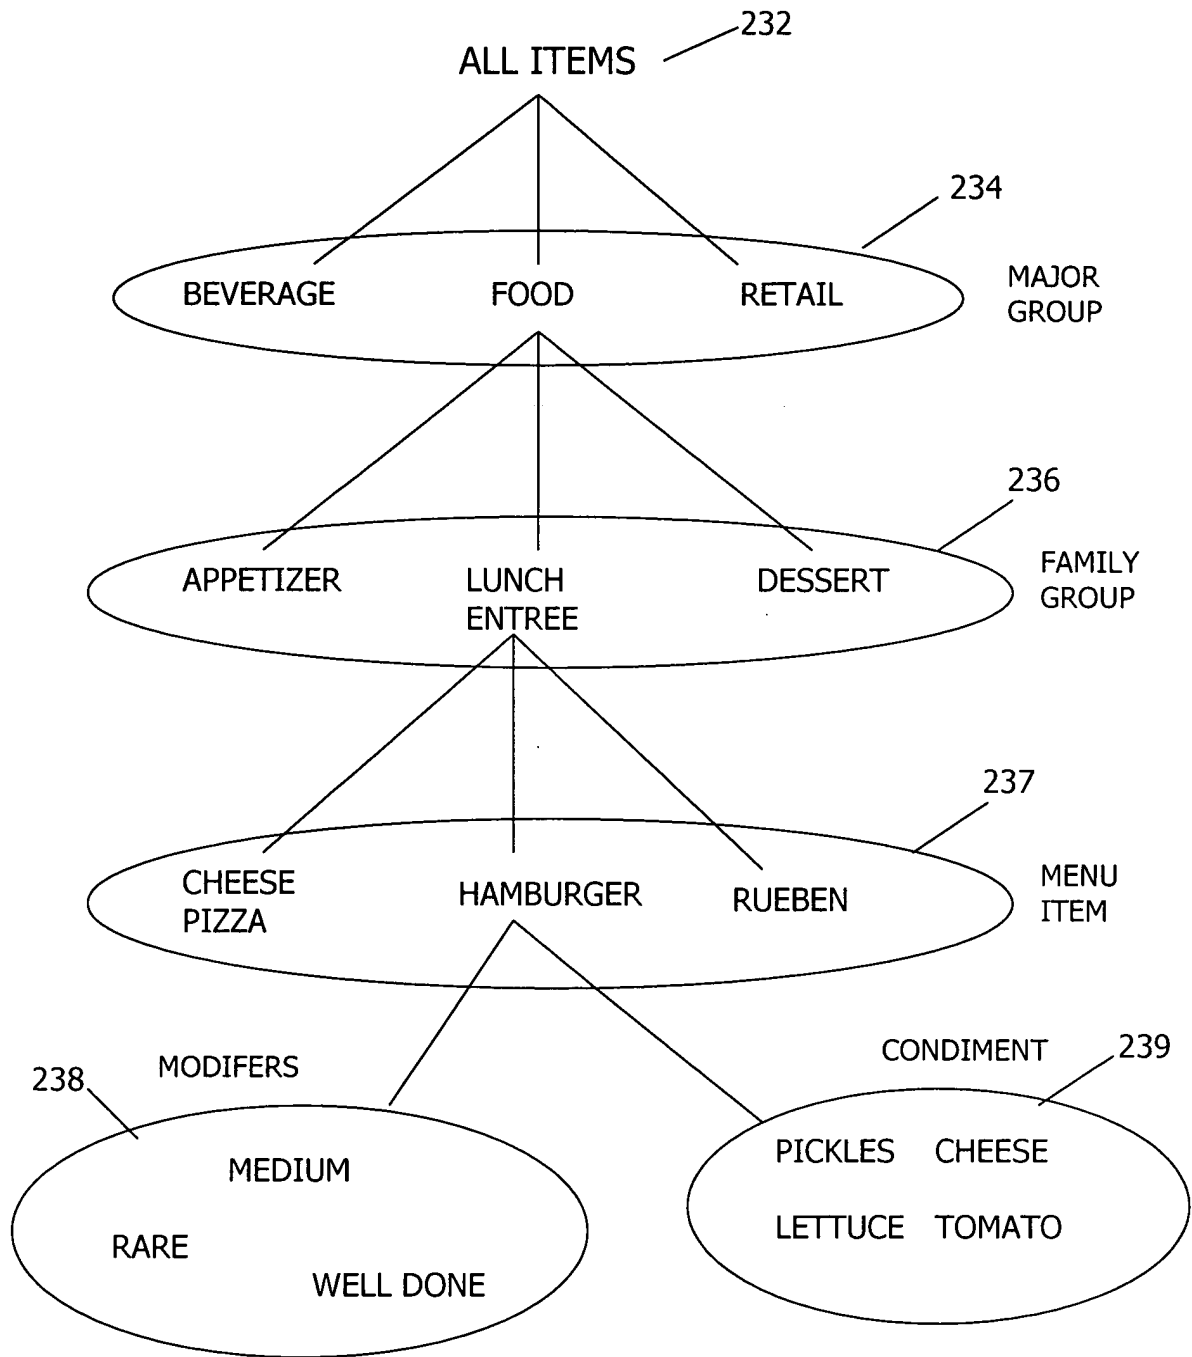 232
ALL ITEMS
234
BEVERAGE FOOD RETAIL
MAJOR
GROUP
236
APPETIZER LUNCH
ENTREE
DESSERT
FAMILY
GROUP
237
CHEESE
PIZZA
HAMBURGER RUEBEN
MENU
ITEM
238
MODIFERS
MEDIUM
RARE
WELL DONE
CONDIMENT
239
PICKLES CHEESE
LETTUCE TOMATO